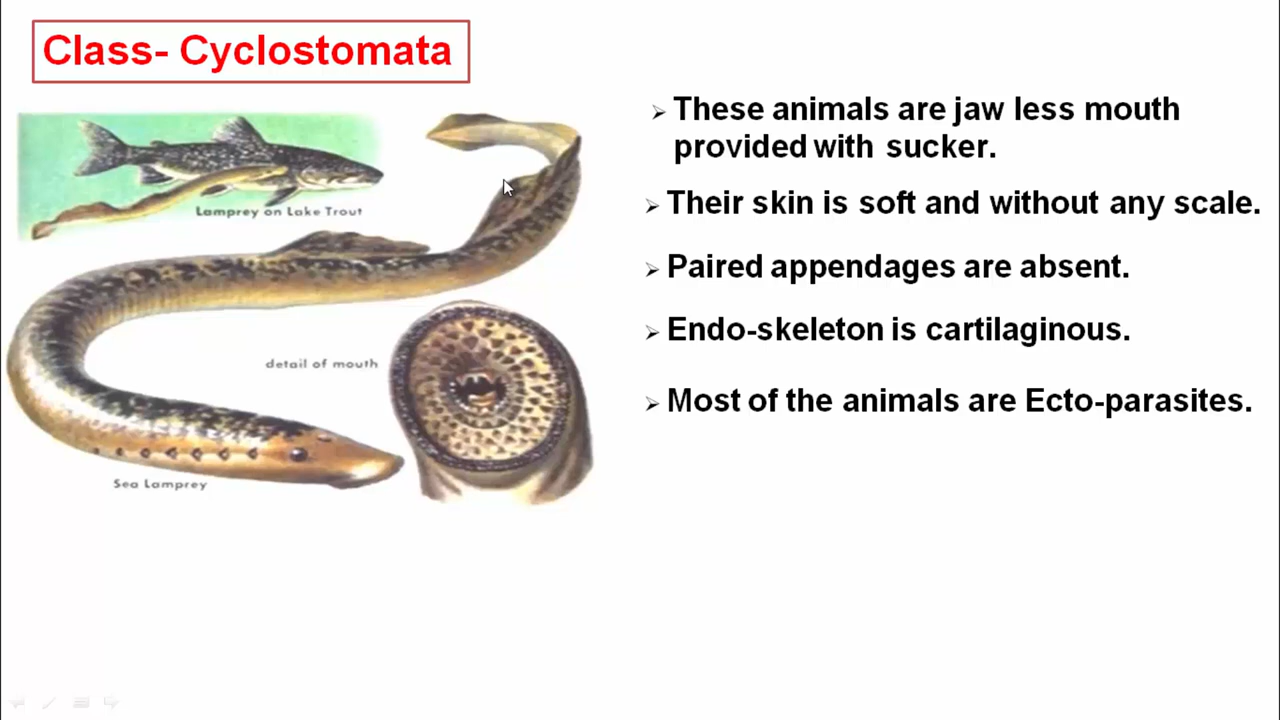 Class- Cyclostomata
Lamprey on Lake Trout
detail of mouth
Sea Lamprey
These animals are jaw less mouth
provided with sucker.
Their skin is soft and without any scale.
Paired appendages are absent.
Endo-skeleton is cartilaginous.
Most of the animals are Ecto-parasites.